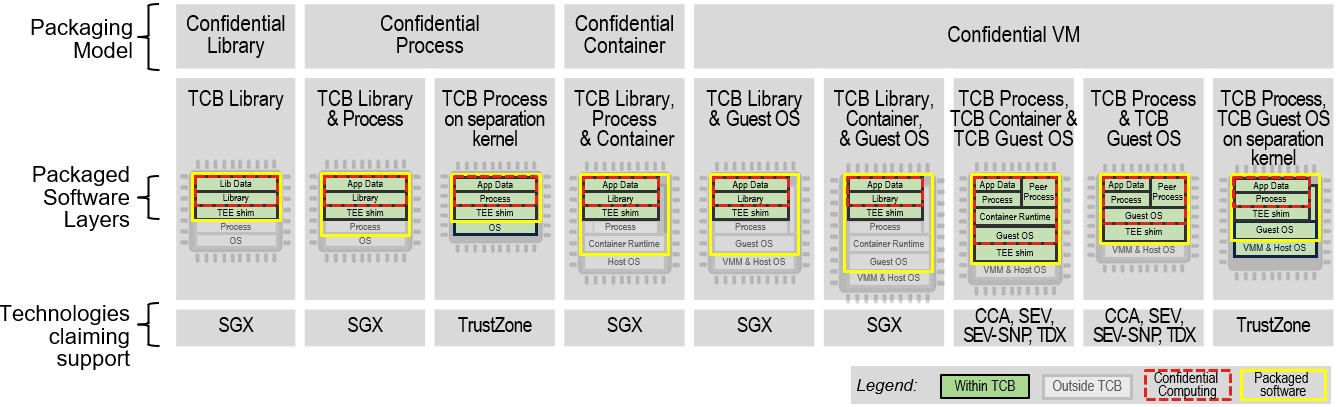 Packaging
Model
Confidential
Library
Confidential
Process
Confidential
Container
Confidential VM
Packaged
Software
Layers
TCB Library
Lib Data
Library
TEE shim
Process
OS
TCB Library
& Process
App Data
Library
TEE shim
Process
OS
TCB Process
on separation
kernel
App Data
Process
TEE shim
OS
TCB Library,
Process
& Container
App Data
Library
TEE shim
Process
Container Runtime
Host OS
TCB Library
& Guest OS
App Data
Library
TEE shim
Process
Guest OS
VMM & Host OS
TCB Library,
Container,
& Guest OS
App Data
Library
TEE shim
Process
Container Runtime
Guest OS
VMM & Host OS
TCB Process,
TCB Container &
TCB Guest OS
App Data
Process
Peer
Process
Container Runtime
Guest OS
TEE shim
VMM & Host OS
TCB Process
& TCB
Guest OS
App Data
Process
Peer
Process
Guest OS
TEE shim
VMM & Host OS
TCB Process,
TCB Guest OS
on separation
kernel
App Data
Process
TEE shim
Guest OS
VMM & Host OS
Technologies
claiming
support
SGX
SGX
TrustZone
SGX
SGX
SGX
CCA, SEV,
SEV-SNP, TDX
CCA, SEV,
SEV-SNP, TDX
TrustZone
Legend:
Within TCB
Outside TCB
Confidential
Computing
Packaged
software